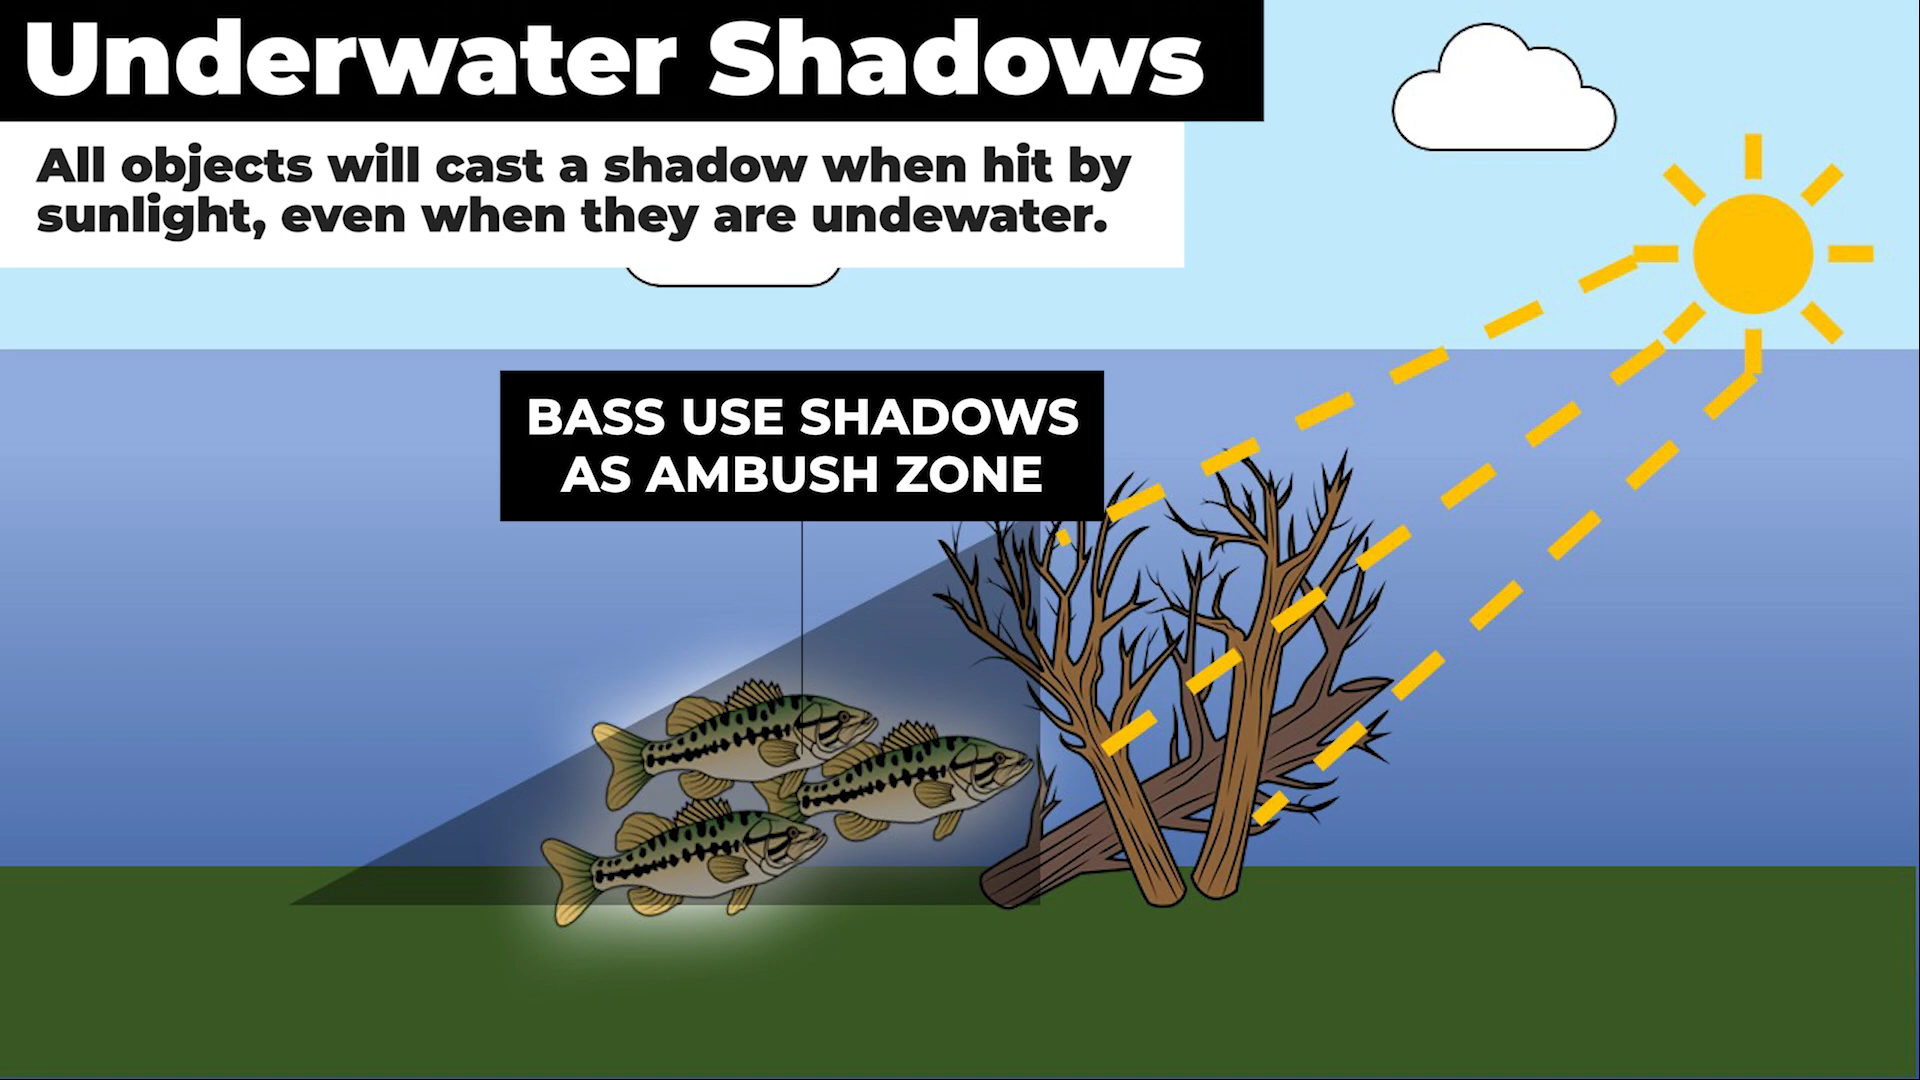 Underwater Shadows
All objects will cast a shadow when hit by
sunlight, even when they are undewater.
BASS USE SHADOWS
AS AMBUSH ZONE